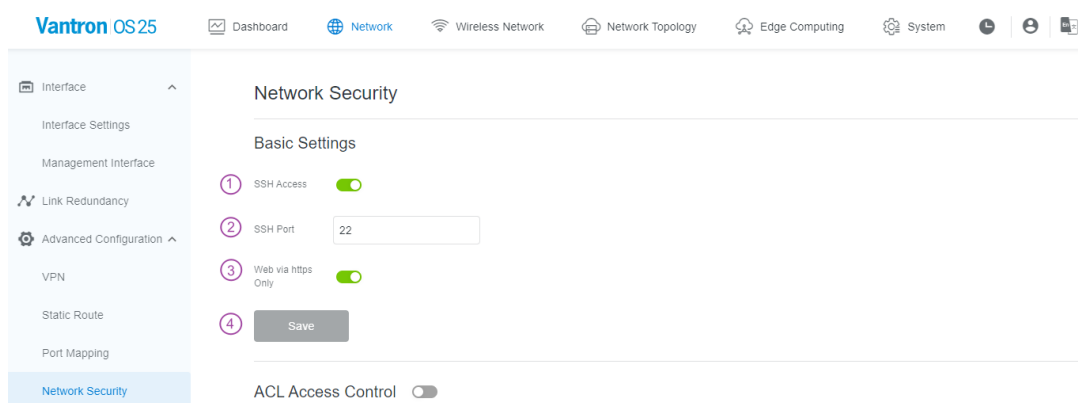 Vantron OS 25
Dashboard
Network
Wireless Network
Network Topology
Edge Computing
System
Interface
Interface Settings
Management Interface
Link Redundancy
Advanced Configuration
VPN
Static Route
Port Mapping
Network Security
Network Security
Basic Settings
1 SSH Access
2 SSH Port 22
3 Web via https
Only
4 Save
ACL Access Control